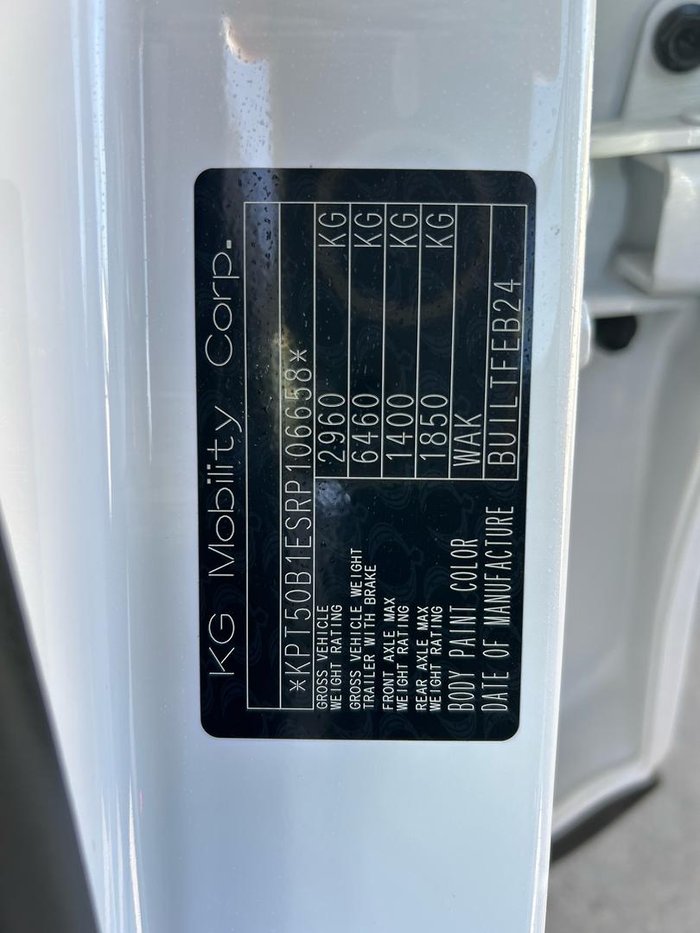 KG Mobility Corp.
*KPT50B1ESRP106658*
GROSS VEHICLE
WEIGHT RATING 2960 KG
GROSS VEHICLE WEIGHT
TRAILER WITH BRAKE 6460 KG
FRONT AXLE MAX
WEIGHT RATING 1400 KG
REAR AXLE MAX
WEIGHT RATING 1850 KG
BODY PAINT COLOR WAK
DATE OF MANUFACTURE BUILTFEB24